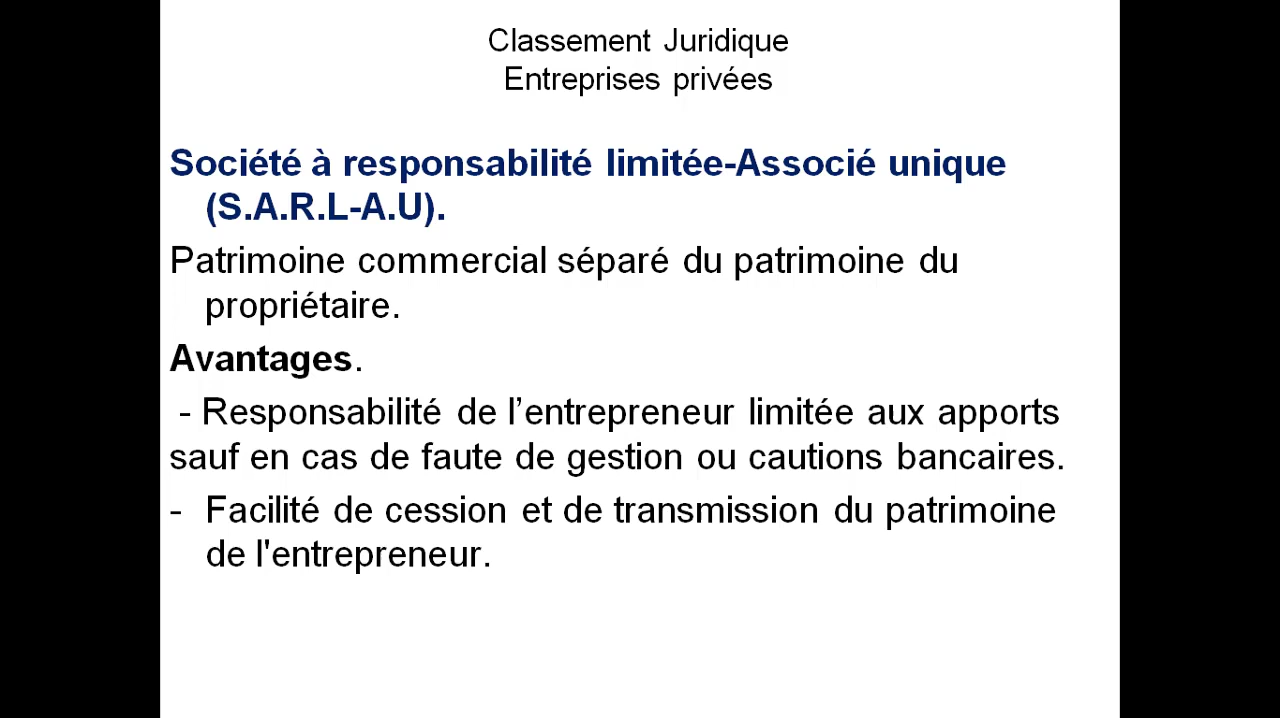 Classement Juridique
Entreprises privées
Société à responsabilité limitée-Associé unique
(S.A.R.L-A.U).
Patrimoine commercial séparé du patrimoine du
propriétaire.
Avantages.
- Responsabilité de l’entrepreneur limitée aux apports
sauf en cas de faute de gestion ou cautions bancaires.
- Facilité de cession et de transmission du patrimoine
de l'entrepreneur.